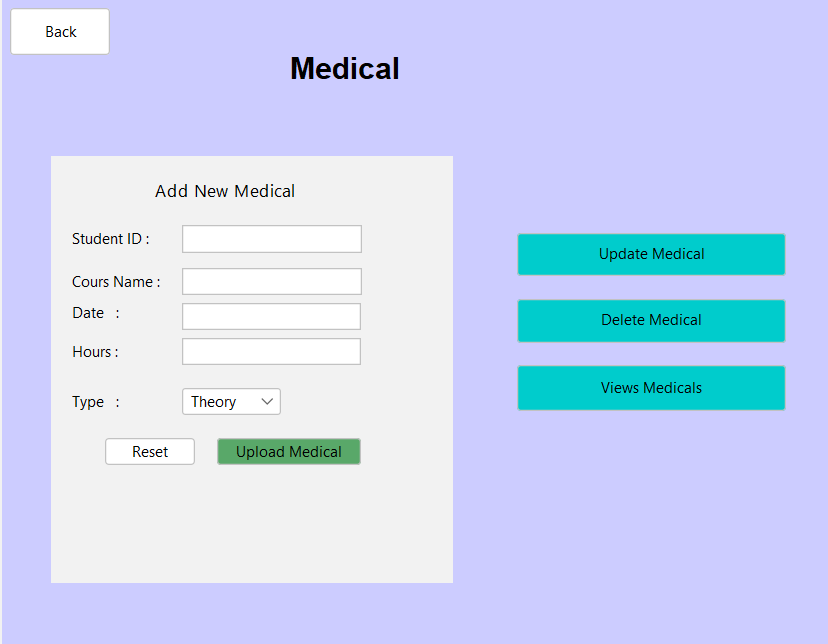 Back
Medical
Add New Medical
Student ID :
Cours Name :
Date :
Hours :
Type : Theory
Reset Upload Medical
Update Medical
Delete Medical
Views Medicals